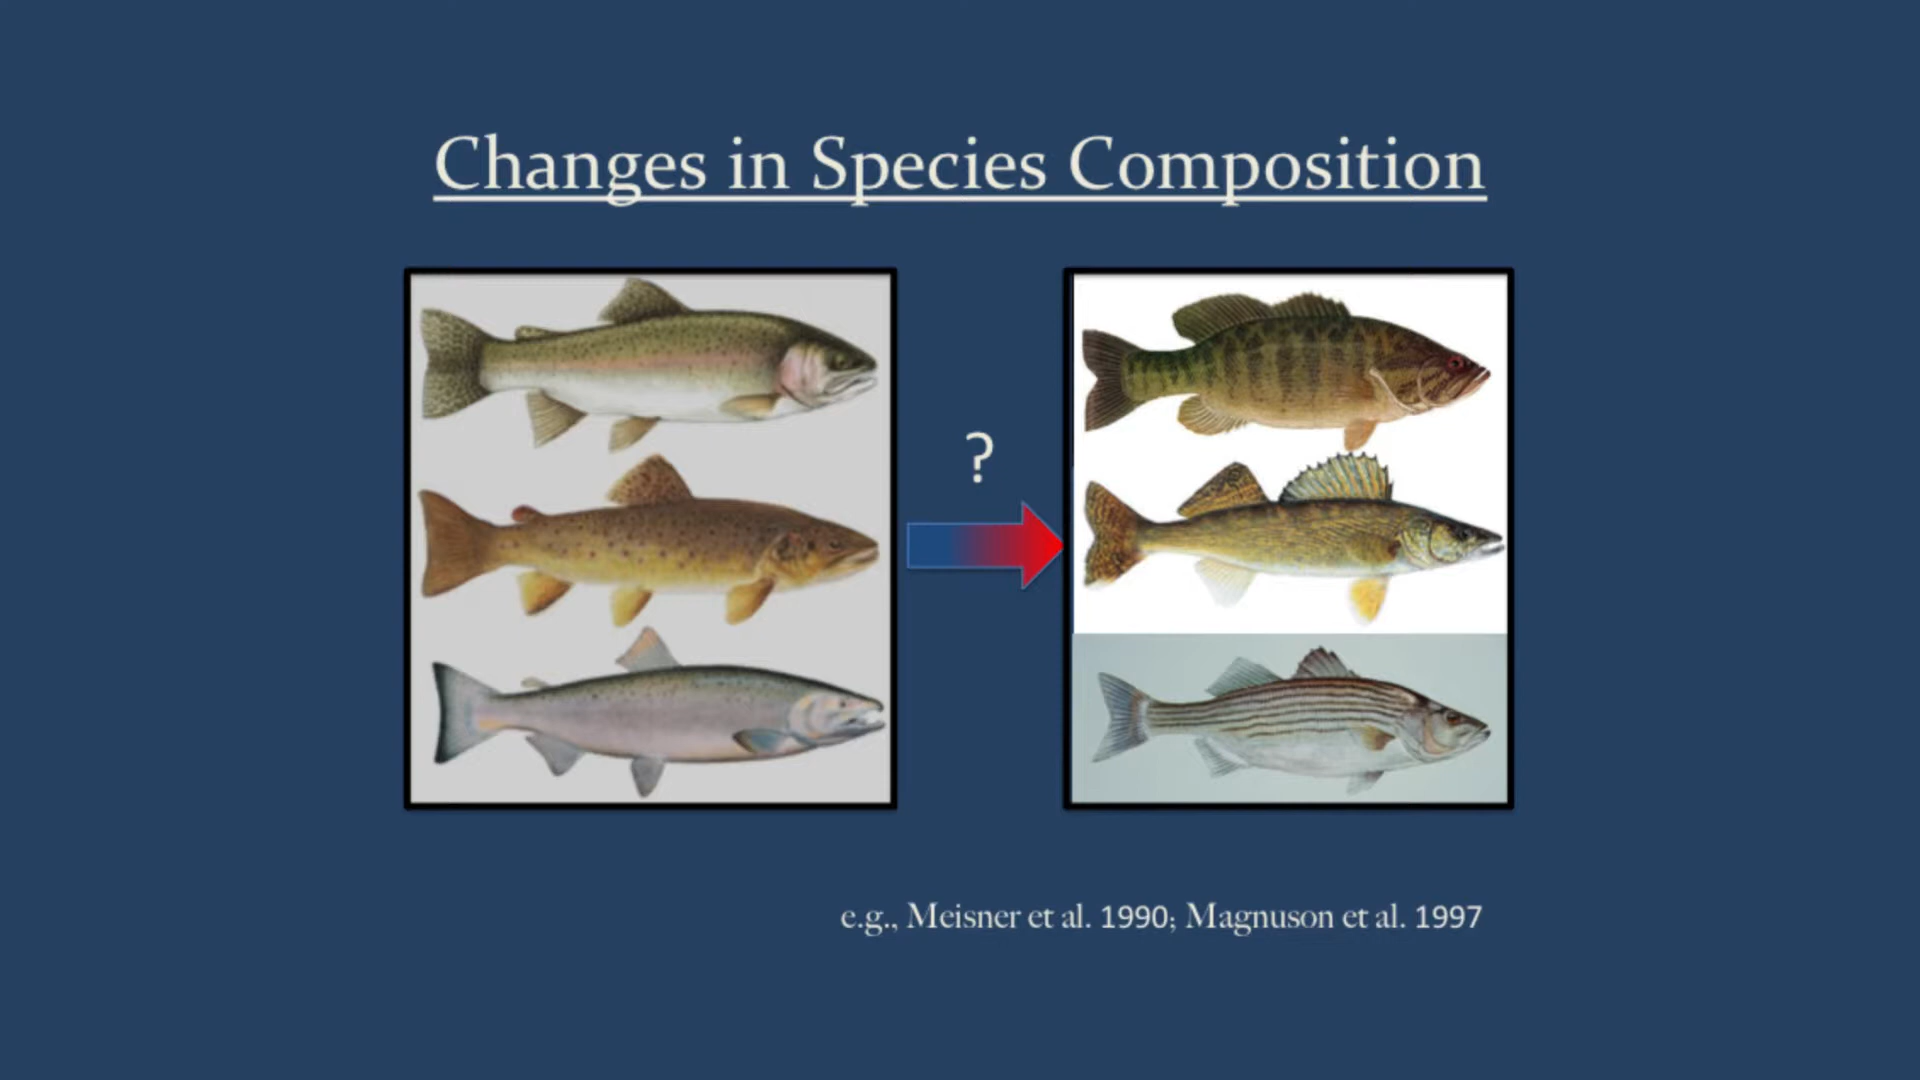 Changes in Species Composition
?
e.g., Meisner et al. 1990; Magnuson et al. 1997